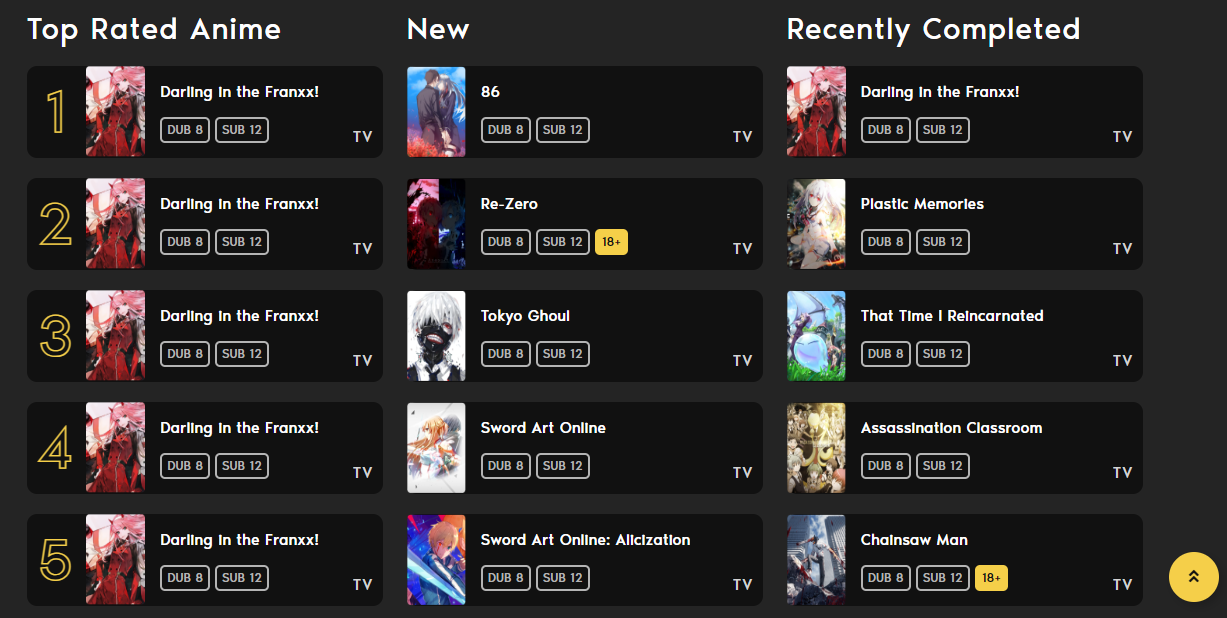 Top Rated Anime
1
Darling in the Franxx!
DUB 8 SUB 12
TV
2
Darling in the Franxx!
DUB 8 SUB 12
TV
3
Darling in the Franxx!
DUB 8 SUB 12
TV
4
Darling in the Franxx!
DUB 8 SUB 12
TV
5
Darling in the Franxx!
DUB 8 SUB 12
TV
New
86
DUB 8 SUB 12
TV
Re-Zero
DUB 8 SUB 12 18+
TV
Tokyo Ghoul
DUB 8 SUB 12
TV
Sword Art Online
DUB 8 SUB 12
TV
Sword Art Online: Alicization
DUB 8 SUB 12
TV
Recently Completed
Darling in the Franxx!
DUB 8 SUB 12
TV
Plastic Memories
DUB 8 SUB 12
TV
That Time I Reincarnated
DUB 8 SUB 12
TV
Assassination Classroom
DUB 8 SUB 12
TV
Chainsaw Man
DUB 8 SUB 12 18+
TV